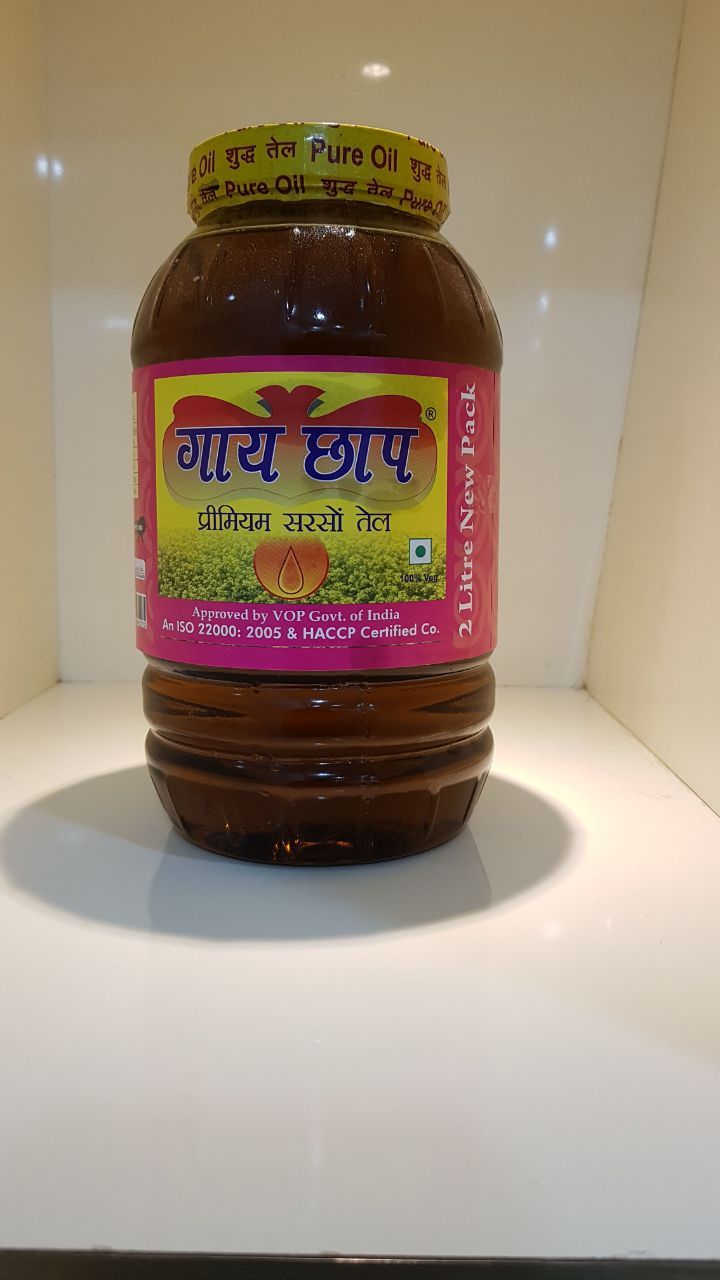 Oil शुद्ध तेल Pure Oil शुद्ध तेल
तेल Pure Oil शुद्ध तेल Pure Oil
®
गाय छाप
प्रीमियम सरसों तेल
100% Veg
Approved by VOP Govt. of India
An ISO 22000: 2005 & HACCP Certified Co.
2 Litre New Pack